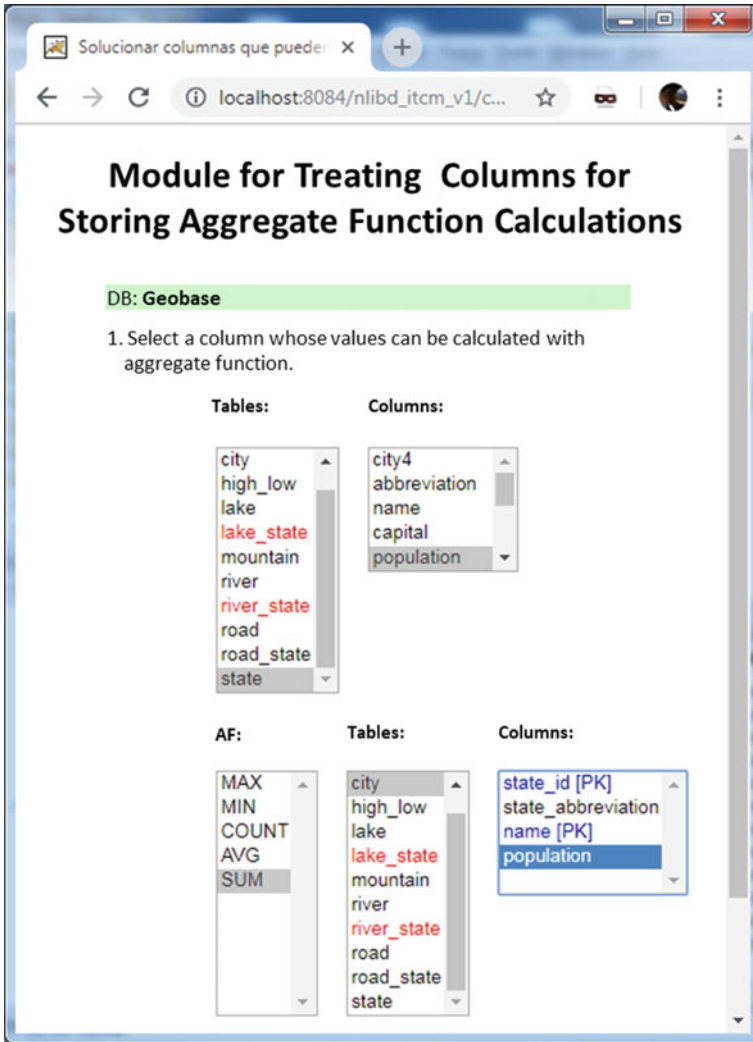 Solucionar columnas que pueden
localhost:8084/nlibd_itcm_v1/c...
Module for Treating Columns for
Storing Aggregate Function Calculations
DB: Geobase
1. Select a column whose values can be calculated with
aggregate function.
Tables:
city
high_low
lake
lake_state
mountain
river
river_state
road
road_state
state
Columns:
city4
abbreviation
name
capital
population
AF:
MAX
MIN
COUNT
AVG
SUM
Tables:
city
high_low
lake
lake_state
mountain
river
river_state
road
road_state
state
Columns:
state_id [PK]
state_abbreviation
name [PK]
population